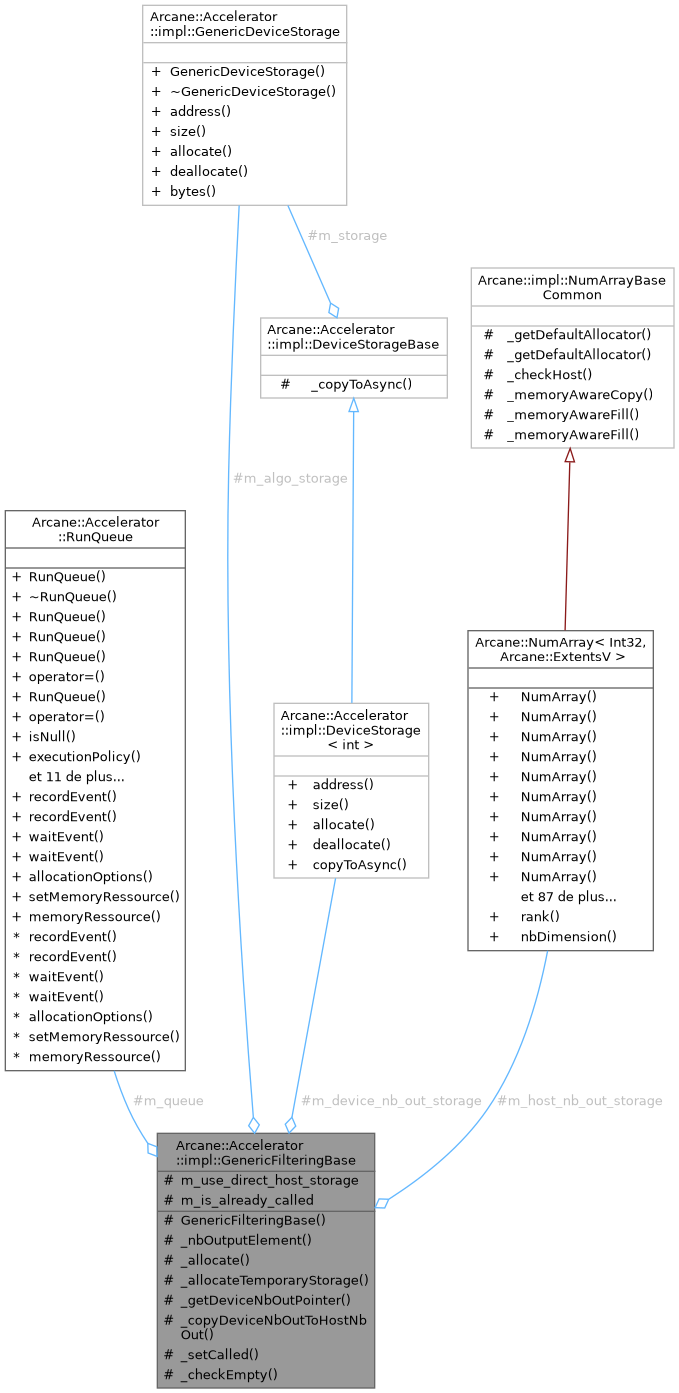 Arcane::Accelerator
::impl::GenericDeviceStorage
+ GenericDeviceStorage()
+ ~GenericDeviceStorage()
+ address()
+ size()
+ allocate()
+ deallocate()
+ bytes()
#m_storage
Arcane::impl::NumArrayBase
Common
# _getDefaultAllocator()
# _getDefaultAllocator()
# _checkHost()
# _memoryAwareCopy()
# _memoryAwareFill()
# _memoryAwareFill()
Arcane::Accelerator
::impl::DeviceStorageBase
# _copyToAsync()
#m_algo_storage
Arcane::Accelerator
::RunQueue
+ RunQueue()
+ ~RunQueue()
+ RunQueue()
+ RunQueue()
+ RunQueue()
+ operator=()
+ RunQueue()
+ operator=()
+ isNull()
+ executionPolicy()
et 11 de plus...
+ recordEvent()
+ recordEvent()
+ waitEvent()
+ waitEvent()
+ allocationOptions()
+ setMemoryRessource()
+ memoryRessource()
* recordEvent()
* recordEvent()
* waitEvent()
* waitEvent()
* allocationOptions()
* setMemoryRessource()
* memoryRessource()
Arcane::Accelerator
::impl::DeviceStorage
< int >
+ address()
+ size()
+ allocate()
+ deallocate()
+ copyToAsync()
Arcane::NumArray< Int32,
Arcane::ExtentsV >
+ NumArray()
+ NumArray()
+ NumArray()
+ NumArray()
+ NumArray()
+ NumArray()
+ NumArray()
+ NumArray()
+ NumArray()
+ NumArray()
et 87 de plus...
+ rank()
+ nbDimension()
#m_queue
#m_device_nb_out_storage
#m_host_nb_out_storage
Arcane::Accelerator
::impl::GenericFilteringBase
# m_use_direct_host_storage
# m_is_already_called
# GenericFilteringBase()
# _nbOutputElement()
# _allocate()
# _allocateTemporaryStorage()
# _getDeviceNbOutPointer()
# _copyDeviceNbOutToHostNb
Out()
# _setCalled()
# _checkEmpty()